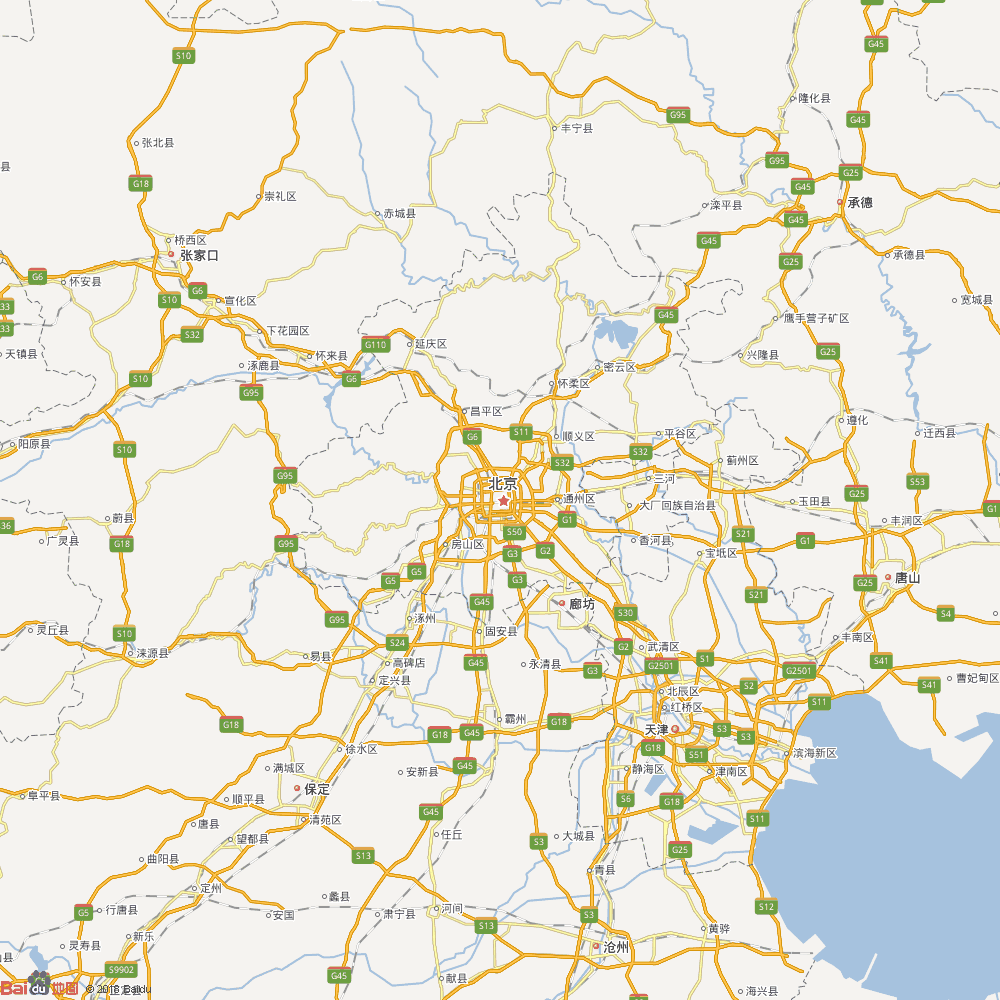 S10
G45
隆化县
G95
G45
丰宁县
张北县
G95
县
G25
G18
G45
崇礼区
滦平县
承德
赤城县
G45
桥西区
G45
张家口
承德县
G25
G6
怀安县
G6
宣化区
S10
宽城县
33
G45
鹰手营子矿区
33
S32
下花园区
G110
延庆区
天镇县
怀来县
G25
兴隆县
涿鹿县
密云区
S10
G6
怀柔区
G95
昌平区
遵化
S11
顺义区
平谷区
迁西县
G6
阳原县
S10
S32
蓟州区
S32
G95
三河
北京
S53
G25
通州区
玉田县
大厂回族自治县
G1
蔚县
G1
丰润区
36
S50
S21
广灵县
G18
香河县
G1
G95
房山区
G2
G3
宝坻区
G5
G3
唐山
G5
G25
S21
G45
廊坊
S30
S4
G95
涿州
灵丘县
S10
固安县
丰南区
S24
武清区
G2
涞源县
易县
S1
S41
高碑店
G45
永清县
G2501
G3
G2501
曹妃甸区
定兴县
S2
S41
北辰区
S11
红桥区
霸州
G18
G18
天津
S3
G45
G18
S3
徐水区
G18
S51
滨海新区
满城区
安新县
G45
静海区
津南区
保定
阜平县
顺平县
S6
G18
G45
清苑区
S11
唐县
任丘
大城县
望都县
S3
G25
S13
曲阳县
青县
定州
蠡县
S12
G5
行唐县
安国
肃宁县
河间
S3
S13
黄骅
新乐
灵寿县
沧州
县
S9902
G45
献县
海兴县
Bai du 地图
© 2018 Baidu
正定县